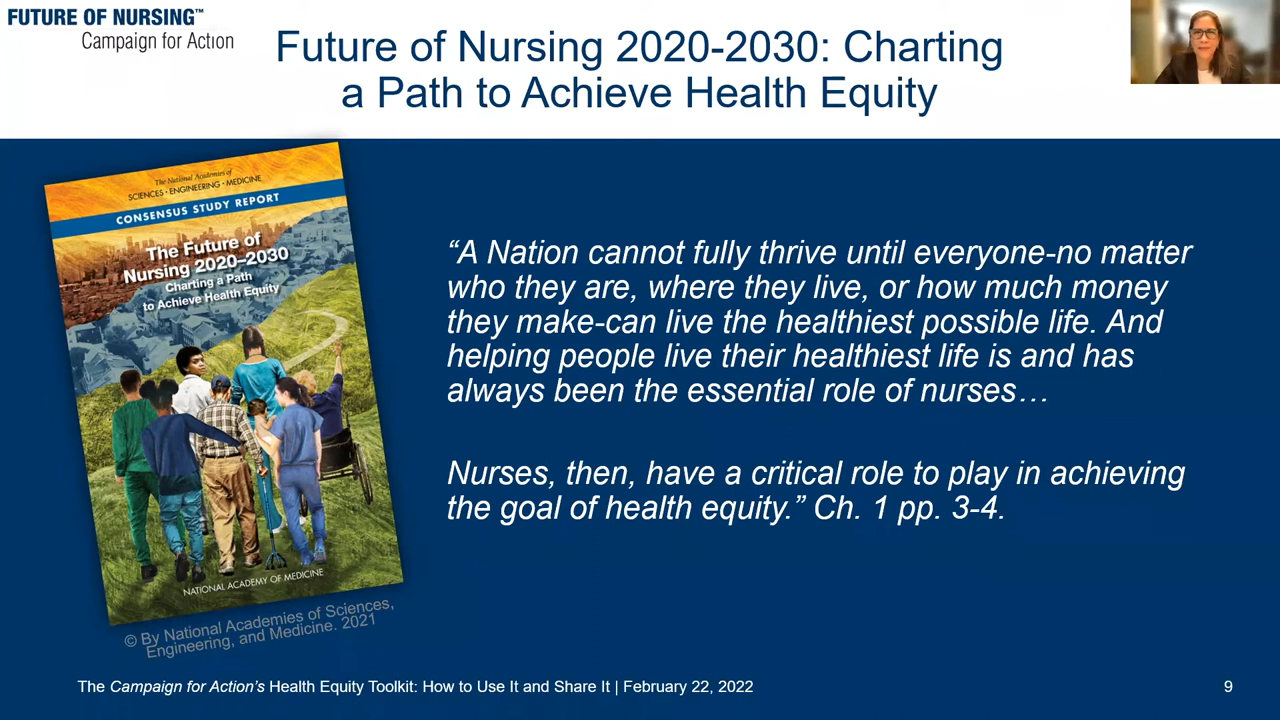 FUTURE OF NURSING™
Campaign for Action
Future of Nursing 2020-2030: Charting
a Path to Achieve Health Equity
The National Academies of
SCIENCES • ENGINEERING • MEDICINE
CONSENSUS STUDY REPORT
The Future of
Nursing 2020–2030
Charting a Path
to Achieve Health Equity
NATIONAL ACADEMY OF MEDICINE
© By National Academies of Sciences,
Engineering, and Medicine. 2021
“A Nation cannot fully thrive until everyone-no matter
who they are, where they live, or how much money
they make-can live the healthiest possible life. And
helping people live their healthiest life is and has
always been the essential role of nurses…
Nurses, then, have a critical role to play in achieving
the goal of health equity.” Ch. 1 pp. 3-4.
The Campaign for Action’s Health Equity Toolkit: How to Use It and Share It | February 22, 2022
9